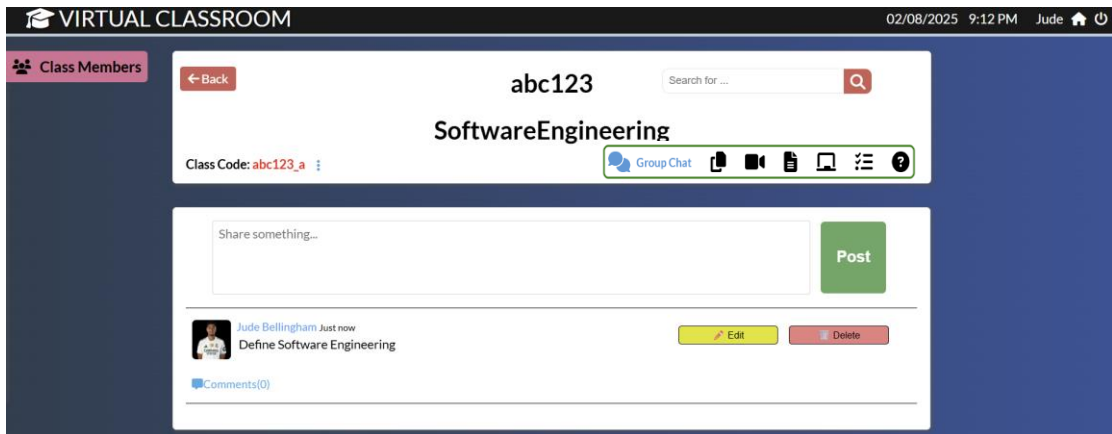 VIRTUAL CLASSROOM
02/08/2025 9:12 PM Jude
Class Members
Back
abc123
Search for ...
SoftwareEngineering
Class Code: abc123_a
Group Chat
Share something...
Post
Jude Bellingham Just now
Define Software Engineering
Edit
Delete
Comments(0)